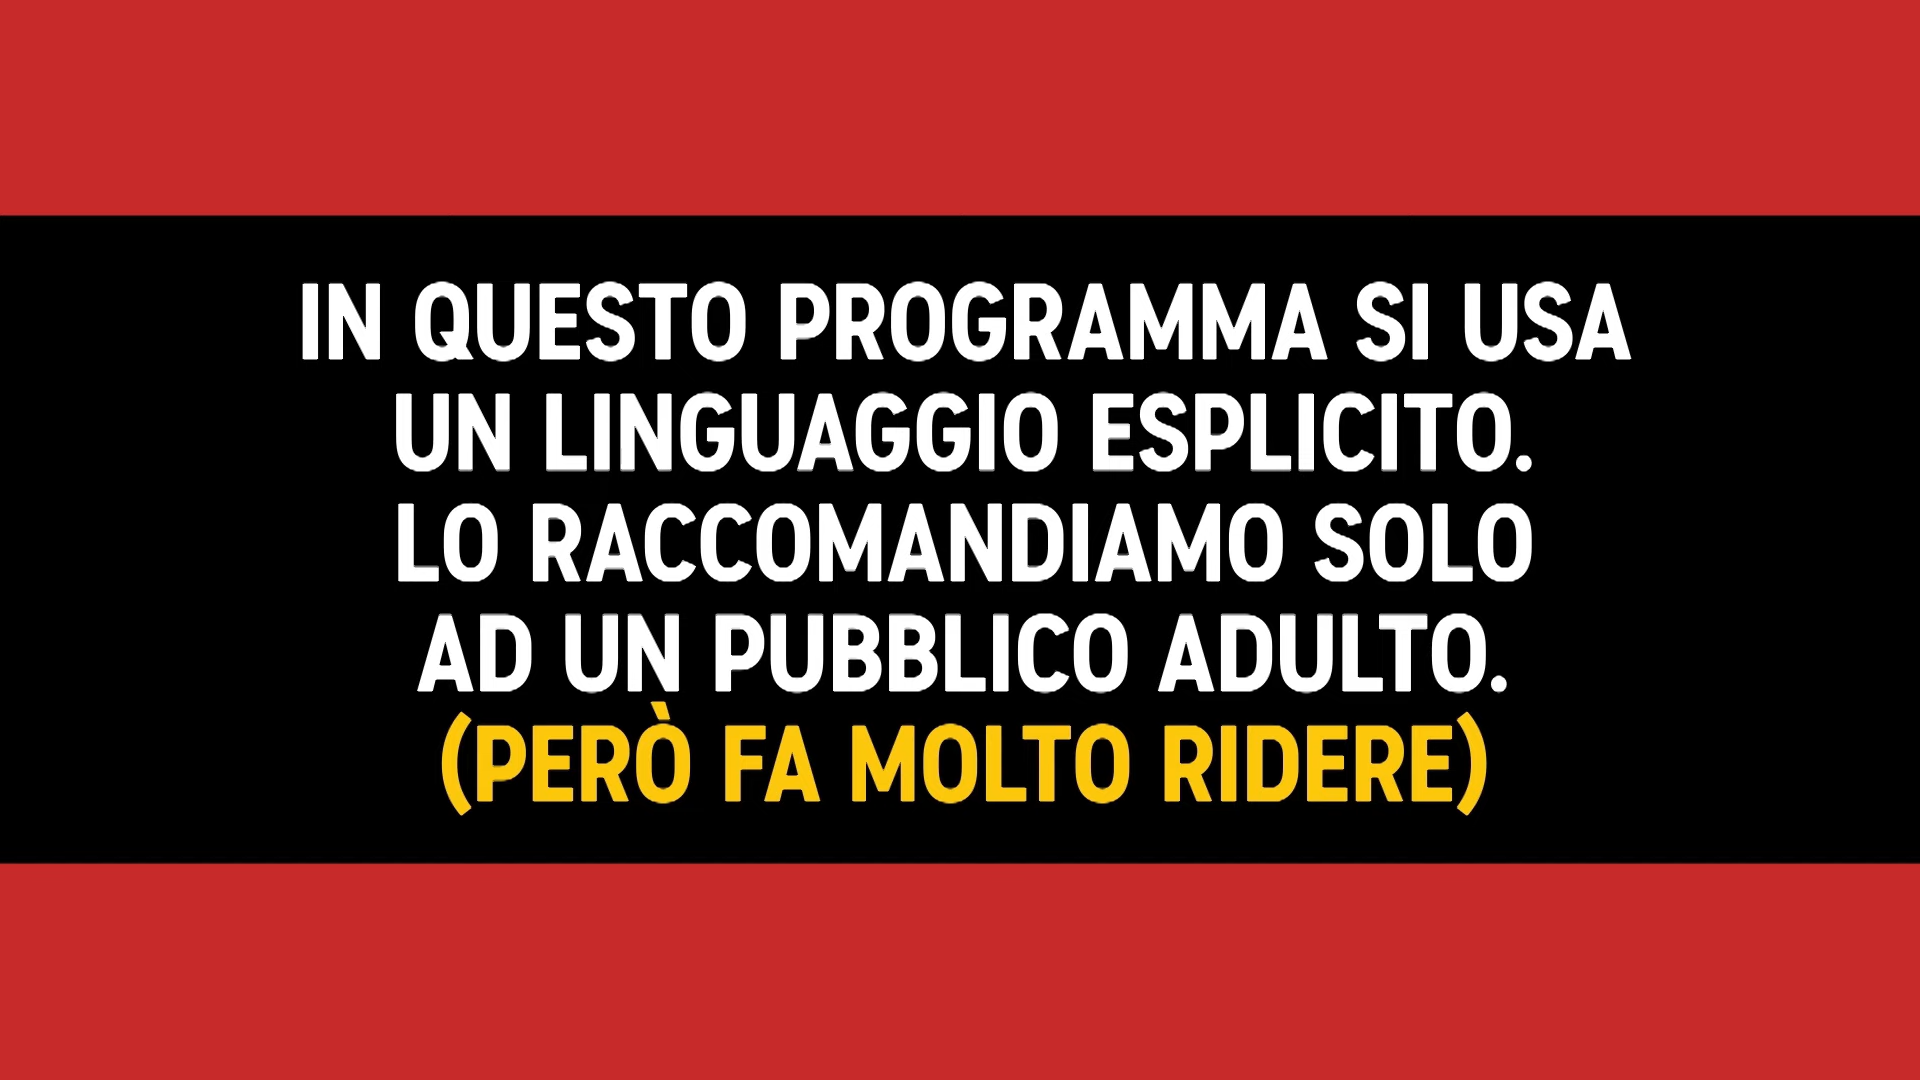 IN QUESTO PROGRAMMA SI USA
UN LINGUAGGIO ESPLICITO.
LO RACCOMANDIAMO SOLO
AD UN PUBBLICO ADULTO.
(PERÒ FA MOLTO RIDERE)